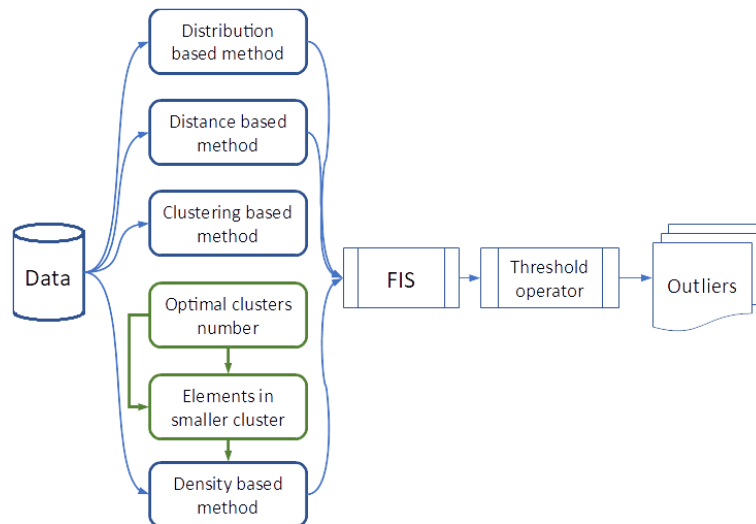 Distribution
based method
Distance based
method
Clustering based
method
Data
Optimal clusters
number
Elements in
smaller cluster
Density based
method
FIS
Threshold
operator
Outliers